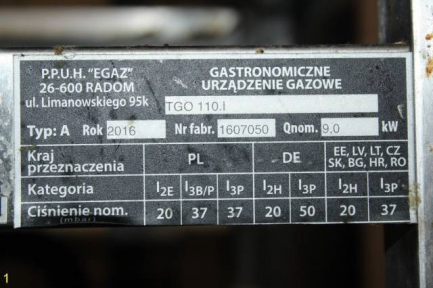 P.P.U.H. "EGAZ"
26-600 RADOM
ul. Limanowskiego 95k
GASTRONOMICZNE
URZĄDZENIE GAZOWE
TGO 110.I
Typ: A Rok 2016 Nr fabr. 1607050 Qnom. 9,0 kW
Kraj przeznaczenia PL DE EE, LV, LT, CZ SK, BG, HR, RO
Kategoria I2E I3B/P I3P I2H I3P I2H I3P
Ciśnienie nom. 20 37 37 20 50 20 37
(mbar)
1